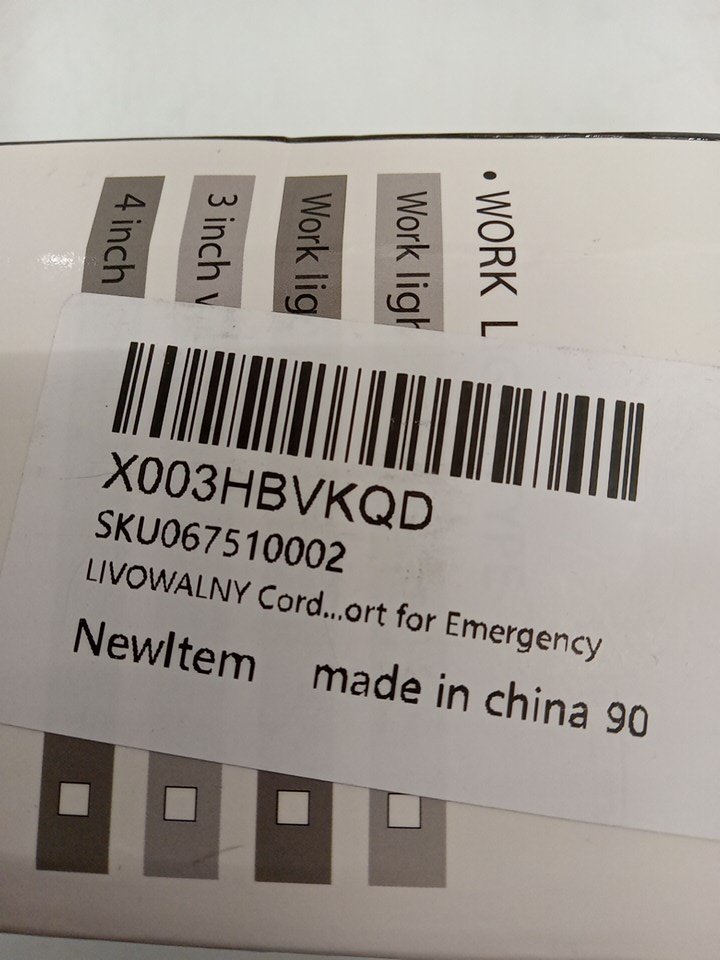 • WORK L
Work ligh
Work lig
3 inch
4 inch
X003HBVKQD
SKU067510002
LIVOWALNY Cord...ort for Emergency
NewItem made in china 90